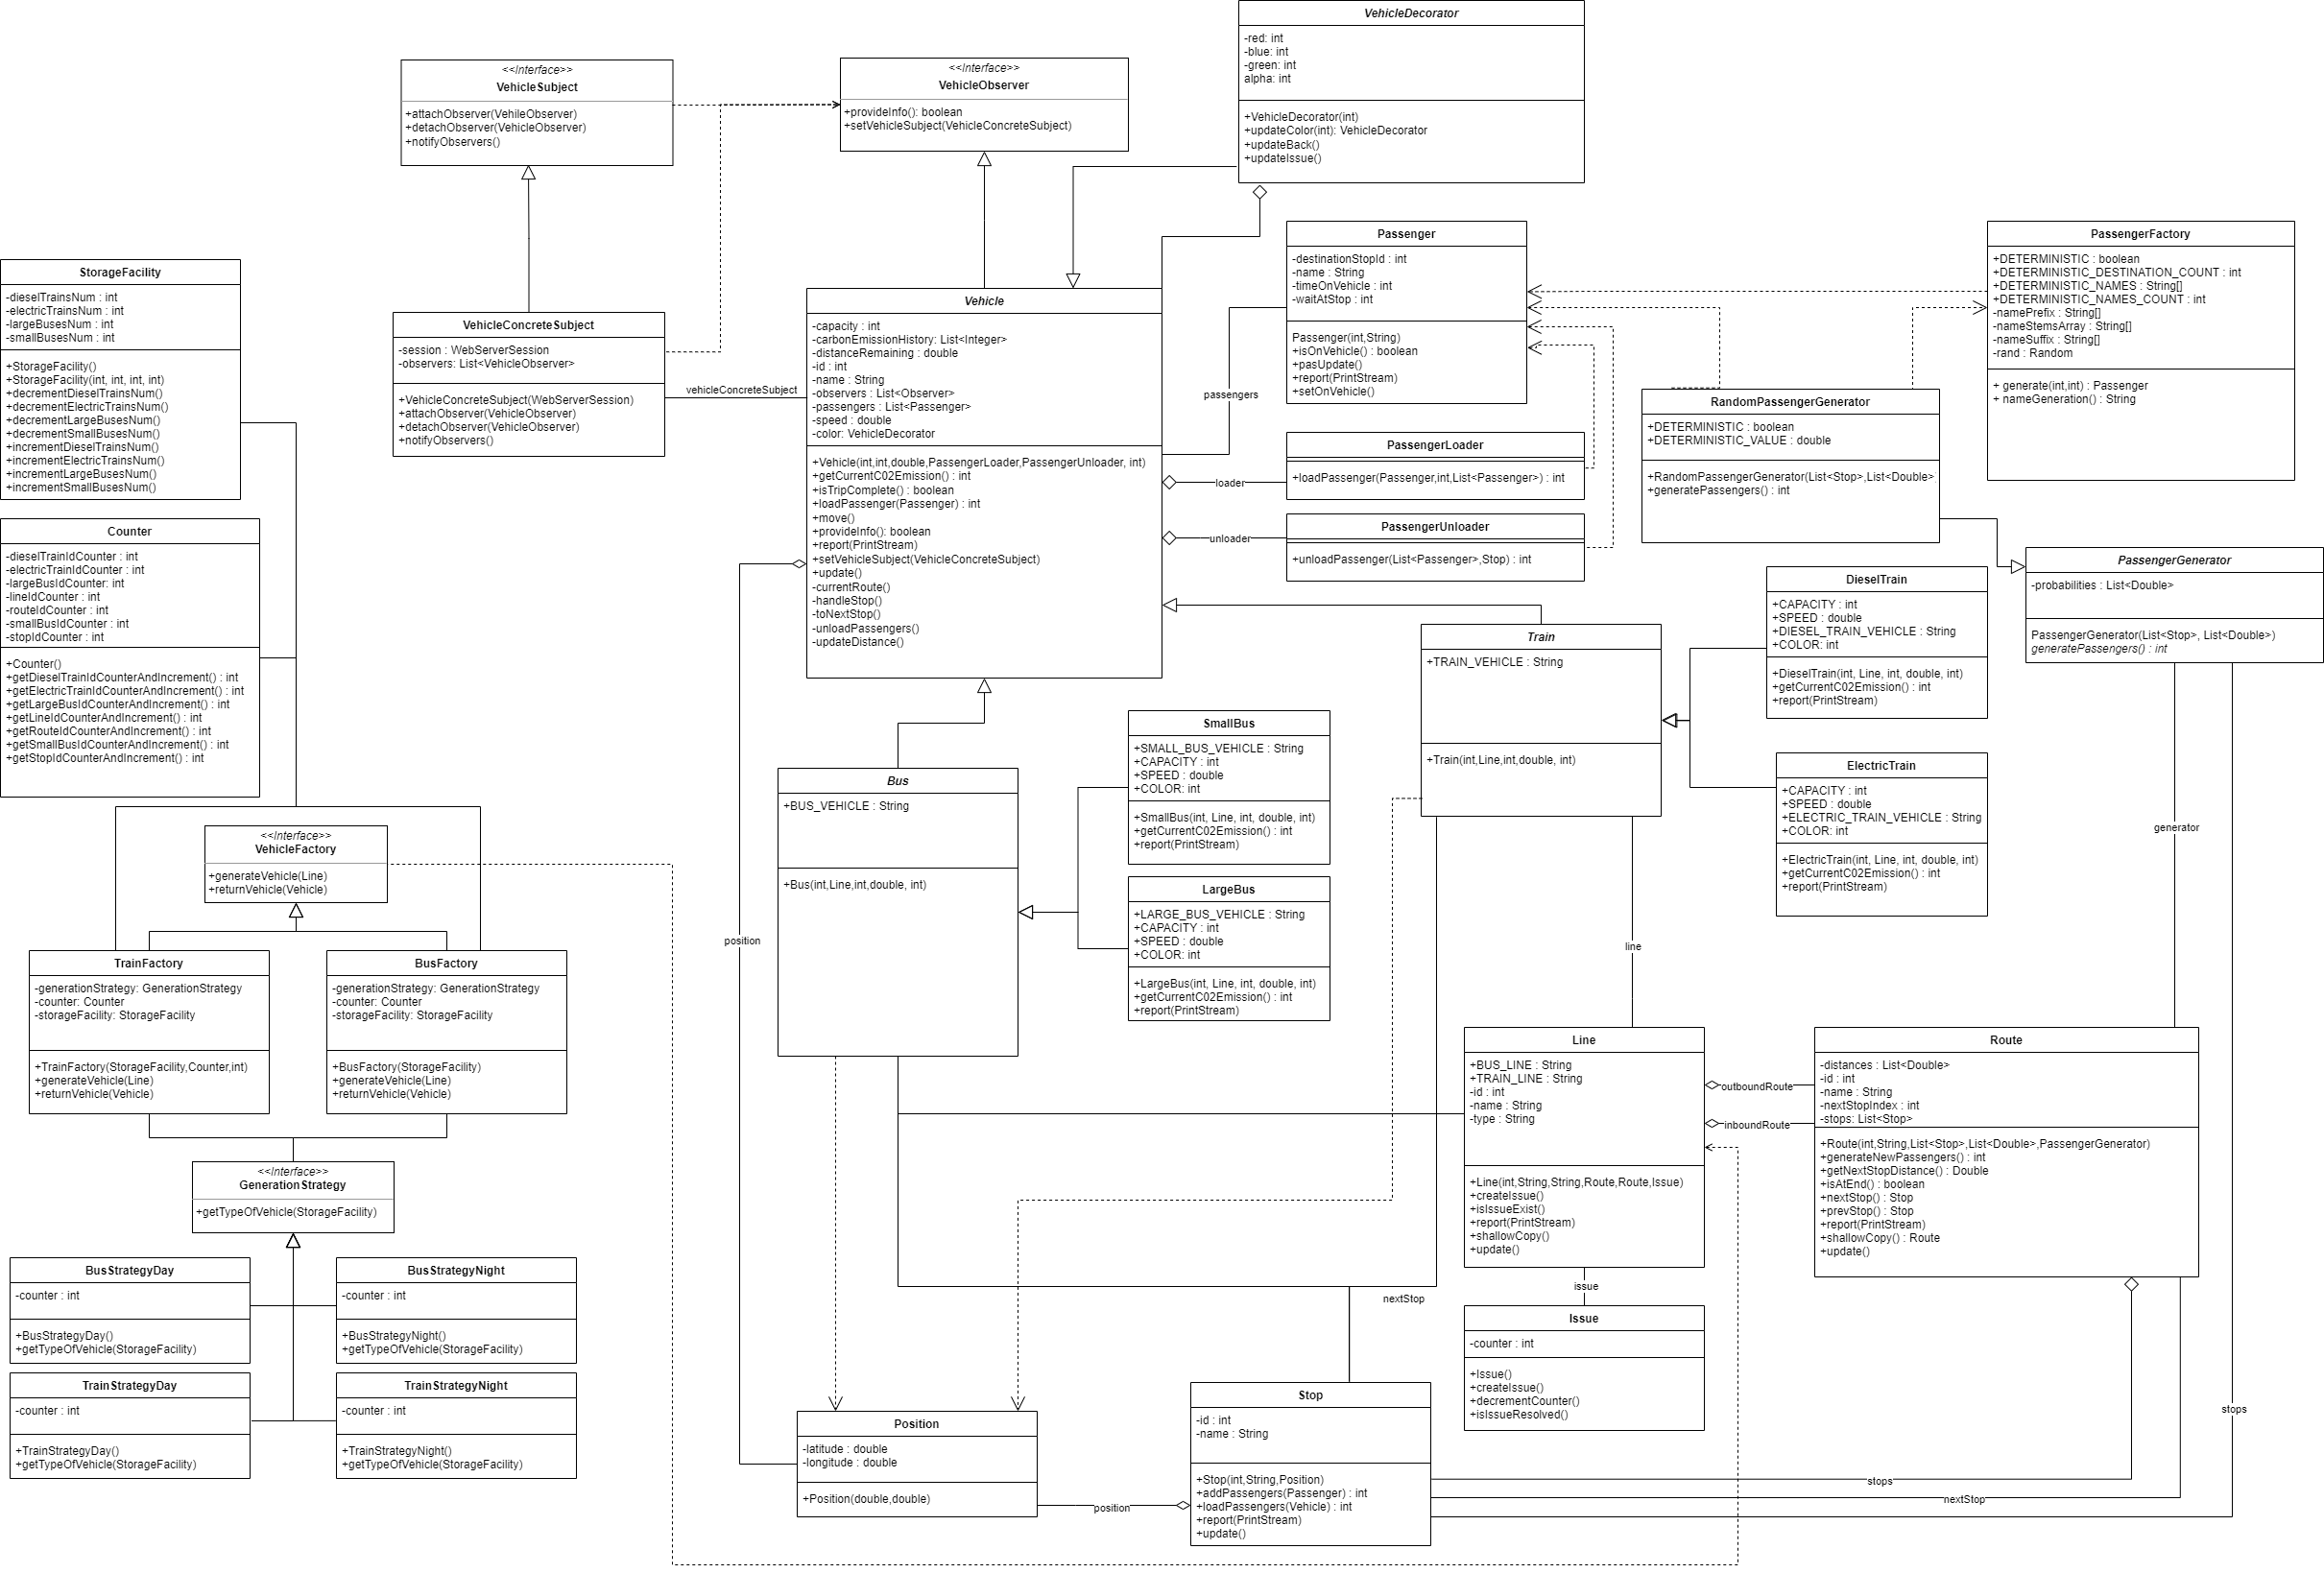 VehicleDecorator
-red: int
-blue: int
-green: int
alpha: int
+VehicleDecorator(int)
+updateColor(int): VehicleDecorator
+updateBack()
+updateIssue()
<<Interface>>
VehicleSubject
+attachObserver(VehileObserver)
+detachObserver(VehicleObserver)
+notifyObservers()
<<Interface>>
VehicleObserver
+provideInfo(): boolean
+setVehicleSubject(VehicleConcreteSubject)
Passenger
-destinationStopId : int
-name : String
-timeOnVehicle : int
-waitAtStop : int
Passenger(int,String)
+isOnVehicle() : boolean
+pasUpdate()
+report(PrintStream)
+setOnVehicle()
PassengerFactory
+DETERMINISTIC : boolean
+DETERMINISTIC_DESTINATION_COUNT : int
+DETERMINISTIC_NAMES : String[]
+DETERMINISTIC_NAMES_COUNT : int
-namePrefix : String[]
-nameStemsArray : String[]
-nameSuffix : String[]
-rand : Random
+ generate(int,int) : Passenger
+ nameGeneration() : String
StorageFacility
-dieselTrainsNum : int
-electricTrainsNum : int
-largeBusesNum : int
-smallBusesNum : int
+StorageFacility()
+StorageFacility(int, int, int, int)
+decrementDieselTrainsNum()
+decrementElectricTrainsNum()
+decrementLargeBusesNum()
+decrementSmallBusesNum()
+incrementDieselTrainsNum()
+incrementElectricTrainsNum()
+incrementLargeBusesNum()
+incrementSmallBusesNum()
VehicleConcreteSubject
-session : WebServerSession
-observers: List<VehicleObserver>
+VehicleConcreteSubject(WebServerSession)
+attachObserver(VehicleObserver)
+detachObserver(VehicleObserver)
+notifyObservers()
vehicleConcreteSubject
Vehicle
-capacity : int
-carbonEmissionHistory: List<Integer>
-distanceRemaining : double
-id : int
-name : String
-observers : List<Observer>
-passengers : List<Passenger>
-speed : double
-color: VehicleDecorator
+Vehicle(int,int,double,PassengerLoader,PassengerUnloader, int)
+getCurrentC02Emission() : int
+isTripComplete() : boolean
+loadPassenger(Passenger) : int
+move()
+provideInfo(): boolean
+report(PrintStream)
+setVehicleSubject(VehicleConcreteSubject)
+update()
-currentRoute()
-handleStop()
-toNextStop()
-unloadPassengers()
-updateDistance()
passengers
loader
unloader
PassengerLoader
+loadPassenger(Passenger,int,List<Passenger>) : int
PassengerUnloader
+unloadPassenger(List<Passenger>,Stop) : int
RandomPassengerGenerator
+DETERMINISTIC : boolean
+DETERMINISTIC_VALUE : double
+RandomPassengerGenerator(List<Stop>,List<Double>
+generatePassengers() : int
PassengerGenerator
-probabilities : List<Double>
PassengerGenerator(List<Stop>, List<Double>)
generatePassengers() : int
Counter
-dieselTrainIdCounter : int
-electricTrainIdCounter : int
-largeBusIdCounter: int
-lineIdCounter : int
-routeIdCounter : int
-smallBusIdCounter : int
-stopIdCounter : int
+Counter()
+getDieselTrainIdCounterAndIncrement() : int
+getElectricTrainIdCounterAndIncrement() : int
+getLargeBusIdCounterAndIncrement() : int
+getLineIdCounterAndIncrement() : int
+getRouteIdCounterAndIncrement() : int
+getSmallBusIdCounterAndIncrement() : int
+getStopIdCounterAndIncrement() : int
Train
+TRAIN_VEHICLE : String
+Train(int,Line,int,double, int)
DieselTrain
+CAPACITY : int
+SPEED : double
+DIESEL_TRAIN_VEHICLE : String
+COLOR: int
+DieselTrain(int, Line, int, double, int)
+getCurrentC02Emission() : int
+report(PrintStream)
ElectricTrain
+CAPACITY : int
+SPEED : double
+ELECTRIC_TRAIN_VEHICLE : String
+COLOR: int
+ElectricTrain(int, Line, int, double, int)
+getCurrentC02Emission() : int
+report(PrintStream)
Bus
+BUS_VEHICLE : String
+Bus(int,Line,int,double, int)
SmallBus
+SMALL_BUS_VEHICLE : String
+CAPACITY : int
+SPEED : double
+COLOR: int
+SmallBus(int, Line, int, double, int)
+getCurrentC02Emission() : int
+report(PrintStream)
LargeBus
+LARGE_BUS_VEHICLE : String
+CAPACITY : int
+SPEED : double
+COLOR: int
+LargeBus(int, Line, int, double, int)
+getCurrentC02Emission() : int
+report(PrintStream)
<<Interface>>
VehicleFactory
+generateVehicle(Line)
+returnVehicle(Vehicle)
TrainFactory
-generationStrategy: GenerationStrategy
-counter: Counter
-storageFacility: StorageFacility
+TrainFactory(StorageFacility,Counter,int)
+generateVehicle(Line)
+returnVehicle(Vehicle)
BusFactory
-generationStrategy: GenerationStrategy
-counter: Counter
-storageFacility: StorageFacility
+BusFactory(StorageFacility)
+generateVehicle(Line)
+returnVehicle(Vehicle)
position
line
generator
Line
+BUS_LINE : String
+TRAIN_LINE : String
-id : int
-name : String
-type : String
+Line(int,String,String,Route,Route,Issue)
+createIssue()
+isIssueExist()
+report(PrintStream)
+shallowCopy()
+update()
outboundRoute
inboundRoute
Route
-distances : List<Double>
-id : int
-name : String
-nextStopIndex : int
-stops: List<Stop>
+Route(int,String,List<Stop>,List<Double>,PassengerGenerator)
+generateNewPassengers() : int
+getNextStopDistance() : Double
+isAtEnd() : boolean
+nextStop() : Stop
+prevStop() : Stop
+report(PrintStream)
+shallowCopy() : Route
+update()
<<Interface>>
GenerationStrategy
+getTypeOfVehicle(StorageFacility)
BusStrategyDay
-counter : int
+BusStrategyDay()
+getTypeOfVehicle(StorageFacility)
BusStrategyNight
-counter : int
+BusStrategyNight()
+getTypeOfVehicle(StorageFacility)
TrainStrategyDay
-counter : int
+TrainStrategyDay()
+getTypeOfVehicle(StorageFacility)
TrainStrategyNight
-counter : int
+TrainStrategyNight()
+getTypeOfVehicle(StorageFacility)
issue
nextStop
Issue
-counter : int
+Issue()
+createIssue()
+decrementCounter()
+isIssueResolved()
Position
-latitude : double
-longitude : double
+Position(double,double)
position
Stop
-id : int
-name : String
+Stop(int,String,Position)
+addPassengers(Passenger) : int
+loadPassengers(Vehicle) : int
+report(PrintStream)
+update()
stops
stops
nextStop